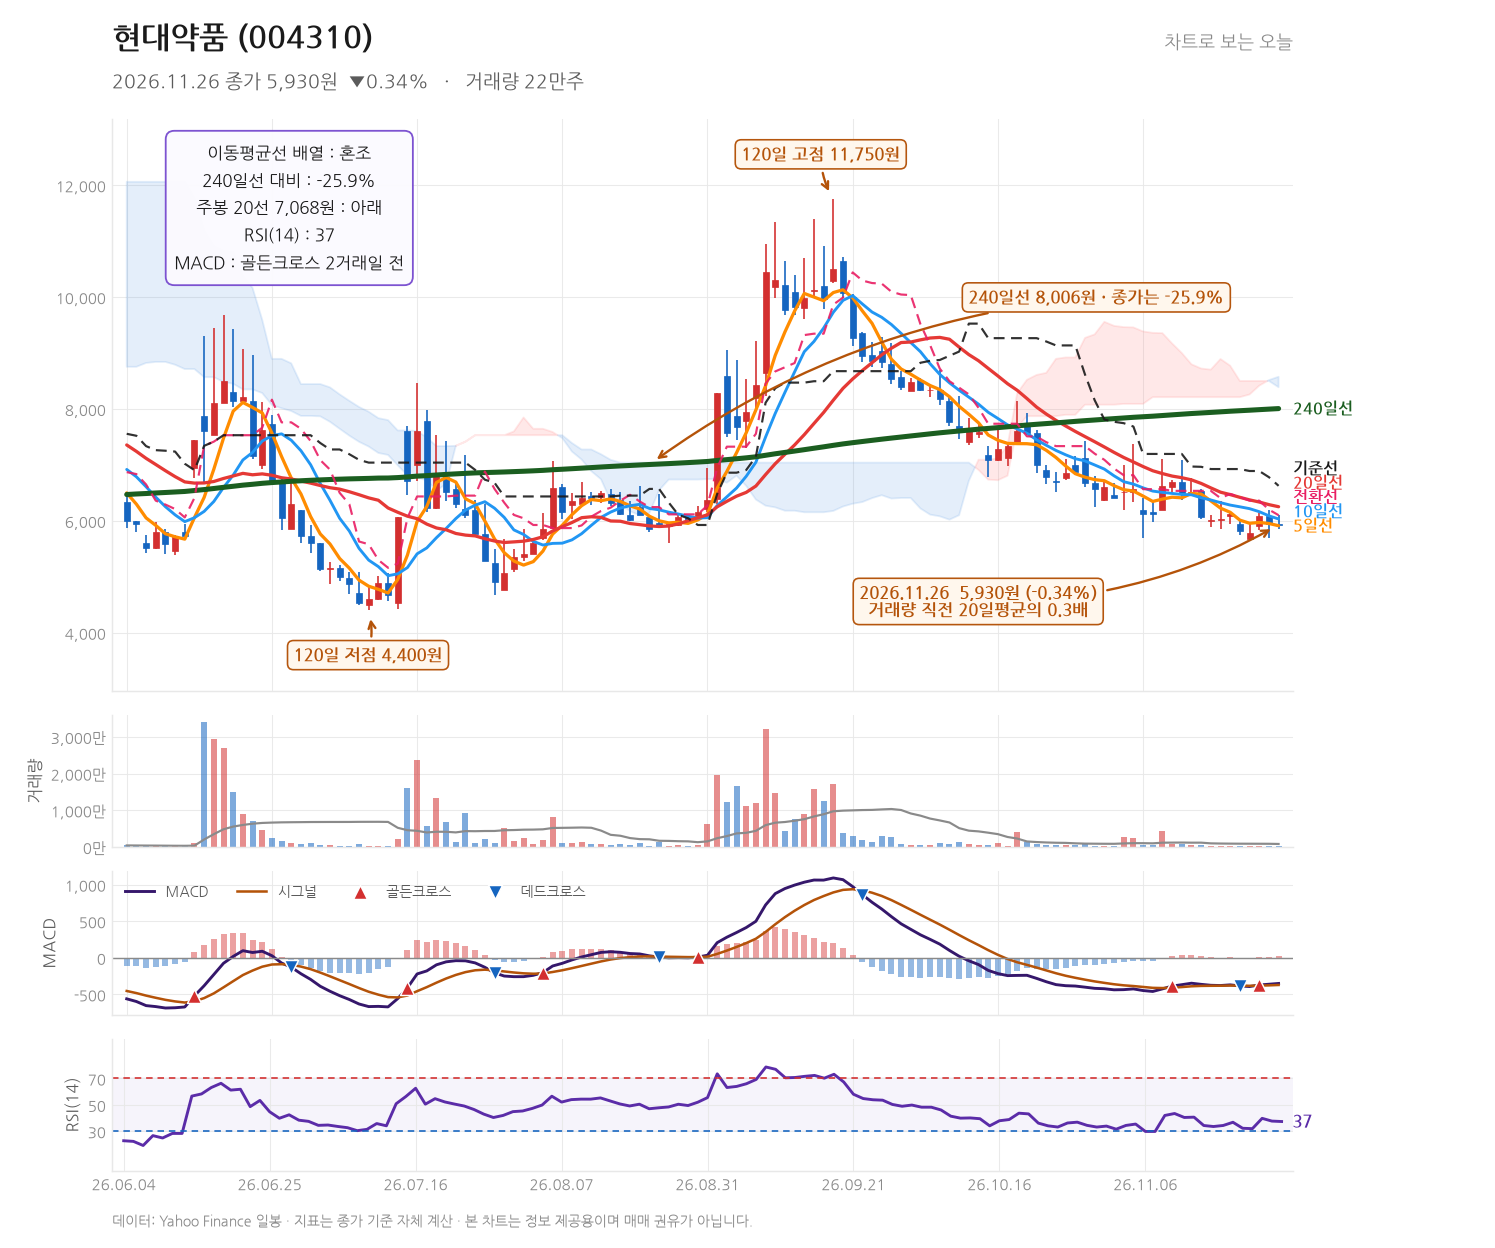 현대약품 (004310)
차트로 보는 오늘
2026.11.26 종가 5,930원 ▼0.34% · 거래량 22만주
이동평균선 배열 : 혼조
240일선 대비 : -25.9%
주봉 20선 7,068원 : 아래
RSI(14) : 37
MACD : 골든크로스 2거래일 전
120일 고점 11,750원
240일선 8,006원 · 종가는 -25.9%
12,000
10,000
8,000
6,000
4,000
240일선
기준선
20일선
전환선
10일선
5일선
2026.11.26 5,930원 (-0.34%)
거래량 직전 20일평균의 0.3배
120일 저점 4,400원
거래량
3,000만
2,000만
1,000만
0만
MACD
MACD
시그널
골든크로스
데드크로스
1,000
500
0
-500
RSI(14)
70
50
30
37
26.06.04
26.06.25
26.07.16
26.08.07
26.08.31
26.09.21
26.10.16
26.11.06
데이터: Yahoo Finance 일봉 · 지표는 종가 기준 자체 계산 · 본 차트는 정보 제공용이며 매매 권유가 아닙니다.